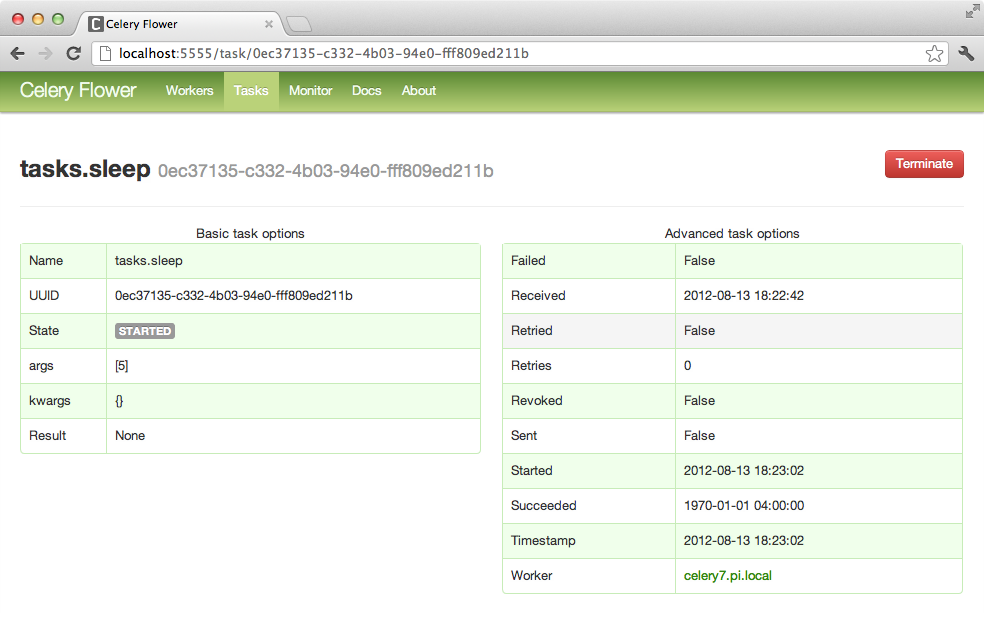 Celery Flower
localhost:5555/task/0ec37135-c332-4b03-94e0-fff809ed211b
Celery Flower Workers Tasks Monitor Docs About
tasks.sleep 0ec37135-c332-4b03-94e0-fff809ed211b
Terminate
Basic task options
Name tasks.sleep
UUID 0ec37135-c332-4b03-94e0-fff809ed211b
State STARTED
args [5]
kwargs {}
Result None
Advanced task options
Failed False
Received 2012-08-13 18:22:42
Retried False
Retries 0
Revoked False
Sent False
Started 2012-08-13 18:23:02
Succeeded 1970-01-01 04:00:00
Timestamp 2012-08-13 18:23:02
Worker celery7.pi.local